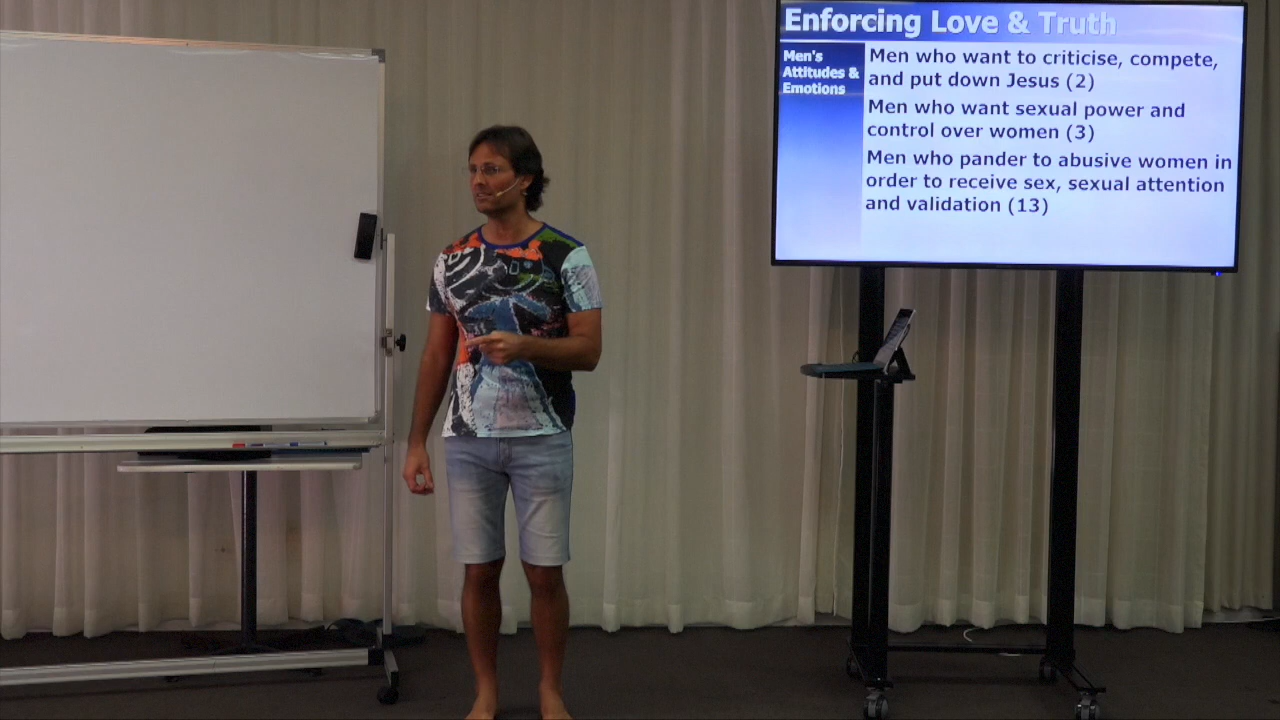 Enforcing Love & Truth
Men's
Attitudes &
Emotions
Men who want to criticise, compete,
and put down Jesus (2)
Men who want sexual power and
control over women (3)
Men who pander to abusive women in
order to receive sex, sexual attention
and validation (13)